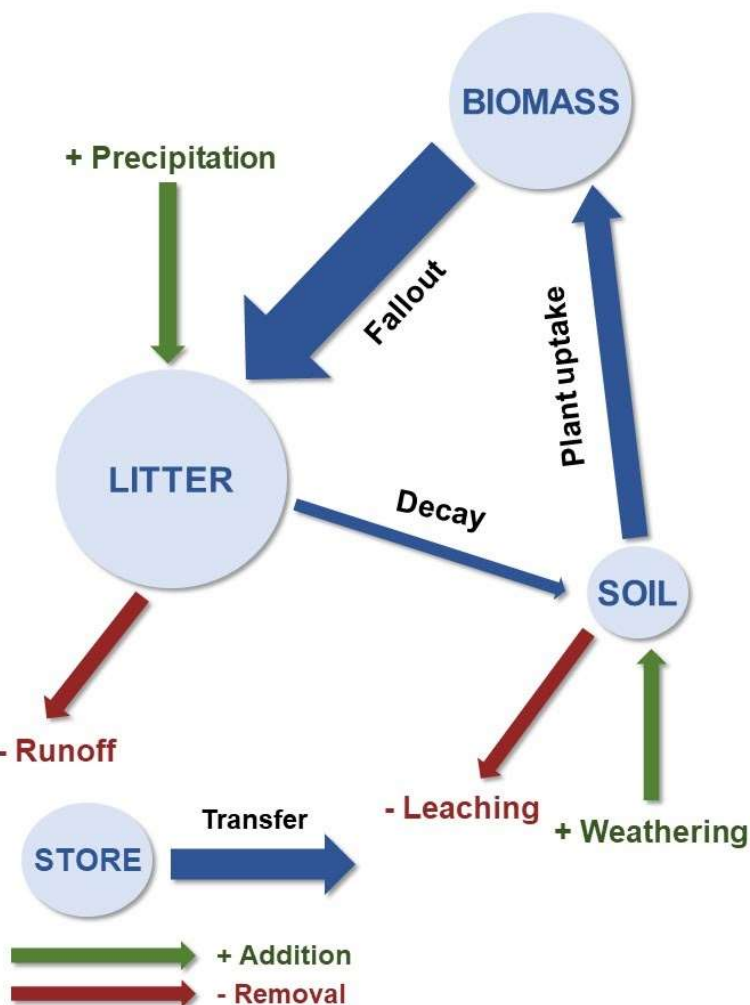 BIOMASS
+ Precipitation
Fallout
Plant uptake
LITTER
Decay
SOIL
- Runoff
- Leaching
+ Weathering
STORE
Transfer
+ Addition
- Removal